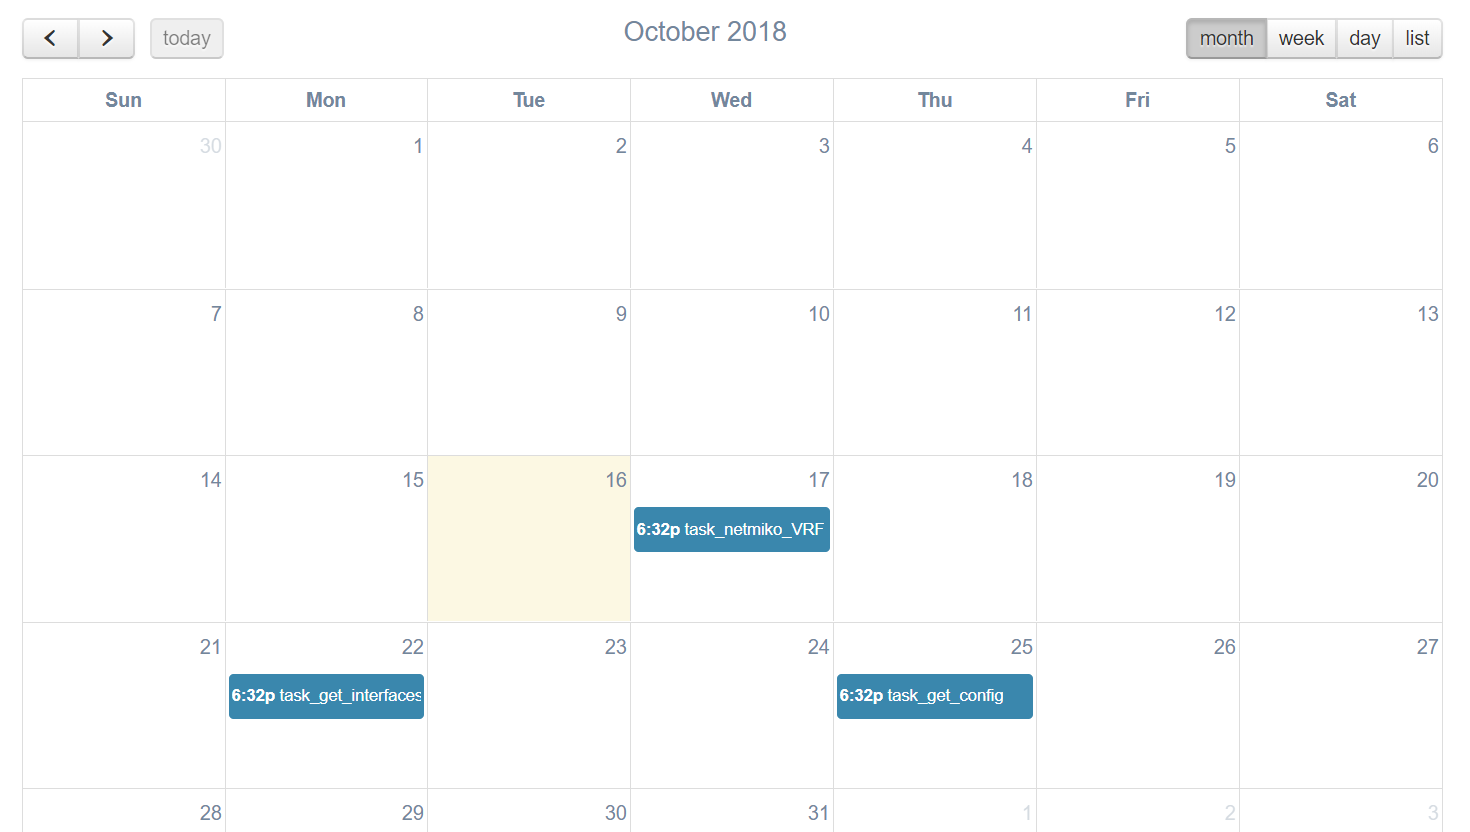 today
October 2018
month week day list
Sun Mon Tue Wed Thu Fri Sat
30 1 2 3 4 5 6
7 8 9 10 11 12 13
14 15 16 17 18 19 20
6:32p task_netmiko_VRF
21 22 23 24 25 26 27
6:32p task_get_interfaces
6:32p task_get_config
28 29 30 31 1 2 3